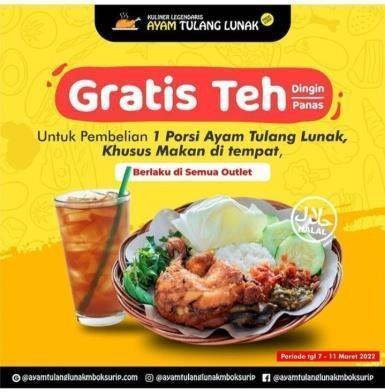 KULINER LEGENDARIS
AYAM TULANG LUNAK
Gratis Teh Dingin
Panas
Untuk Pembelian 1 Porsi Ayam Tulang Lunak,
Khusus Makan di tempat,
Berlaku di Semua Outlet
حلال
HALAL
Periode tgl 7 - 11 Maret 2022
@ayamtulanglunakmboksurip @ayamtulanglunakmboksurip @ayamtulanglunakmboksurip